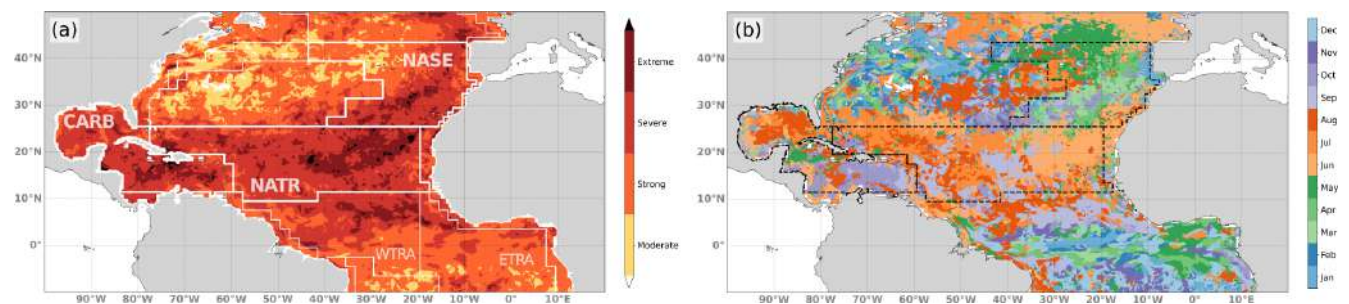 (a)
40°N
30°N
20°N
10°N
0°
90°W 80°W 70°W 60°W 50°W 40°W 30°W 20°W 10°W 0° 10°E
NASE
CARB
NATR
WTRA
ETRA
Extreme
Severe
Strong
Moderate
(b)
40°N
30°N
20°N
10°N
0°
90°W 80°W 70°W 60°W 50°W 40°W 30°W 20°W 10°W 0° 10°E
Dec
Nov
Oct
Sep
Aug
Jul
Jun
May
Apr
Mar
Feb
Jan